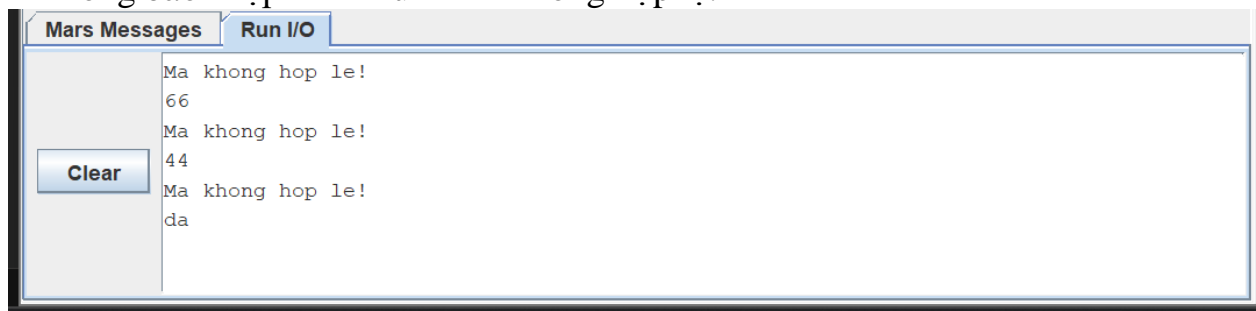 Mars Messages Run I/O
Ma khong hop le!
66
Ma khong hop le!
44
Clear
Ma khong hop le!
da